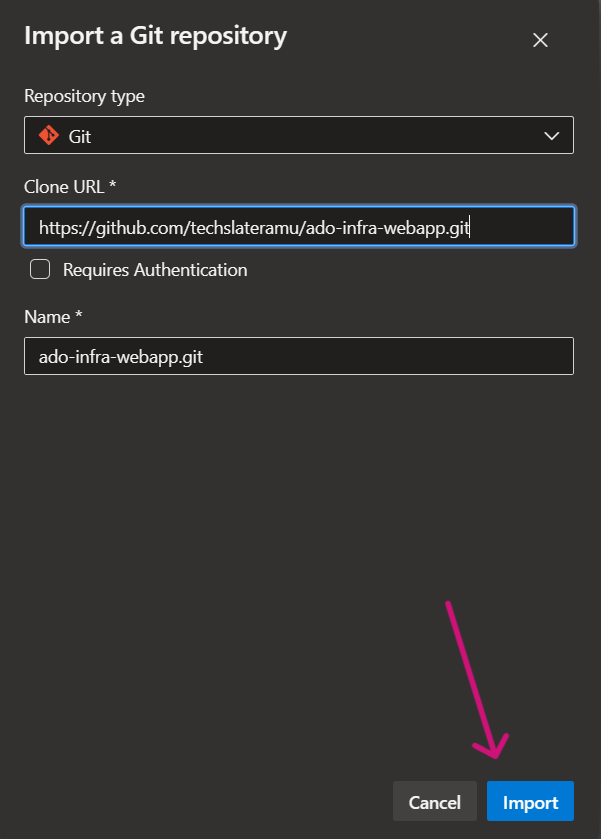 Import a Git repository
Repository type
Git
Clone URL *
https://github.com/techslateramu/ado-infra-webapp.git
Requires Authentication
Name *
ado-infra-webapp.git
Cancel
Import